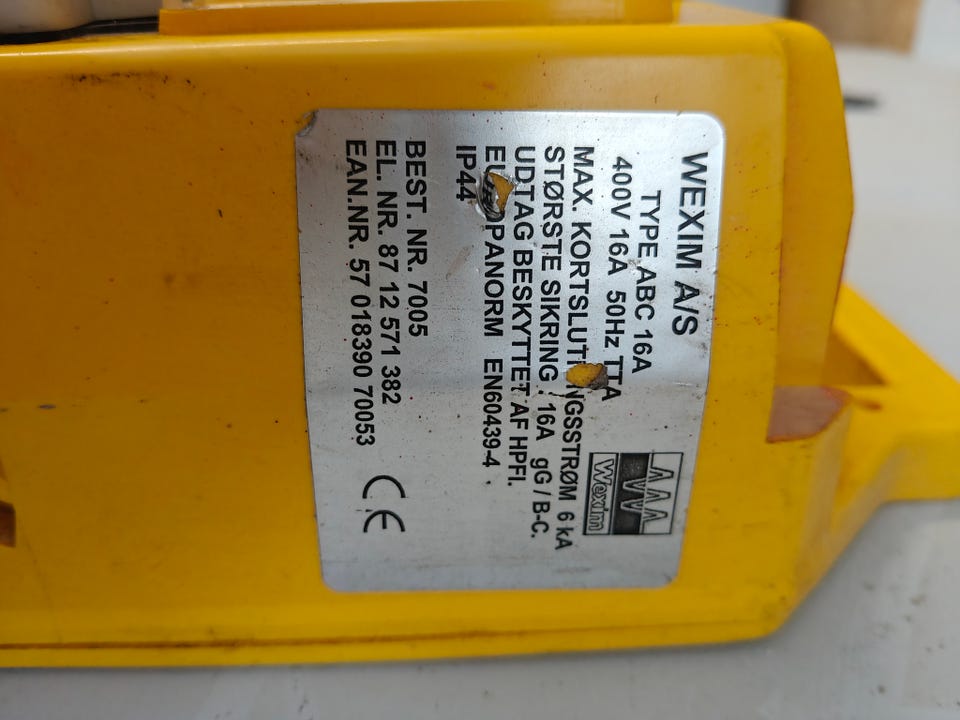 WEXIM A/S
TYPE ABC 16A
400V 16A 50Hz TTA
MAX. KORTSLUTNINGSSTRØM 6 kA
STØRSTE SIKRING : 16A gG / B-C.
UDTAG BESKYTTET AF HPFI.
EUROPANORM EN60439-4
IP44
BEST. NR. 7005
EL. NR. 87 12 571 382
EAN.NR. 57 018390 70053
CE
Wexim